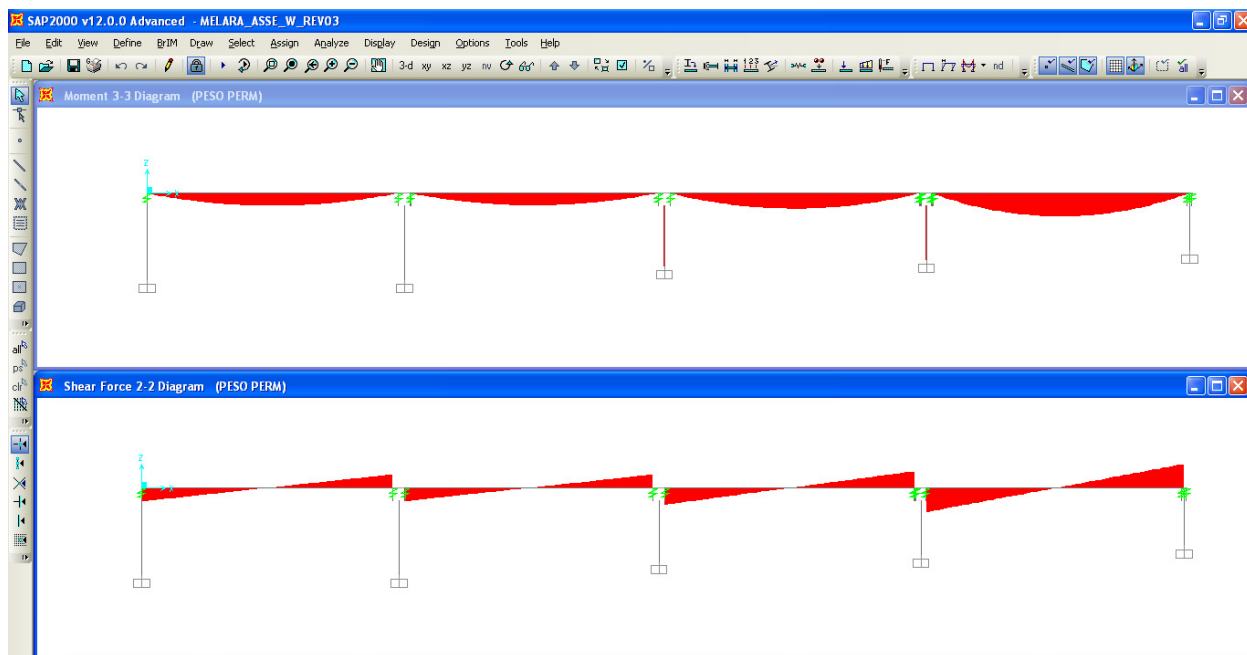 SAP2000 v12.0.0 Advanced - MELARA_ASSE_W_REV03
File Edit View Define BrIM Draw Select Assign Analyze Display Design Options Tools Help
3-d xy xz yz nv
nd
all
Moment 3-3 Diagram (PESO PERM)
Z
X
all
ps
clr
Shear Force 2-2 Diagram (PESO PERM)
Z
X